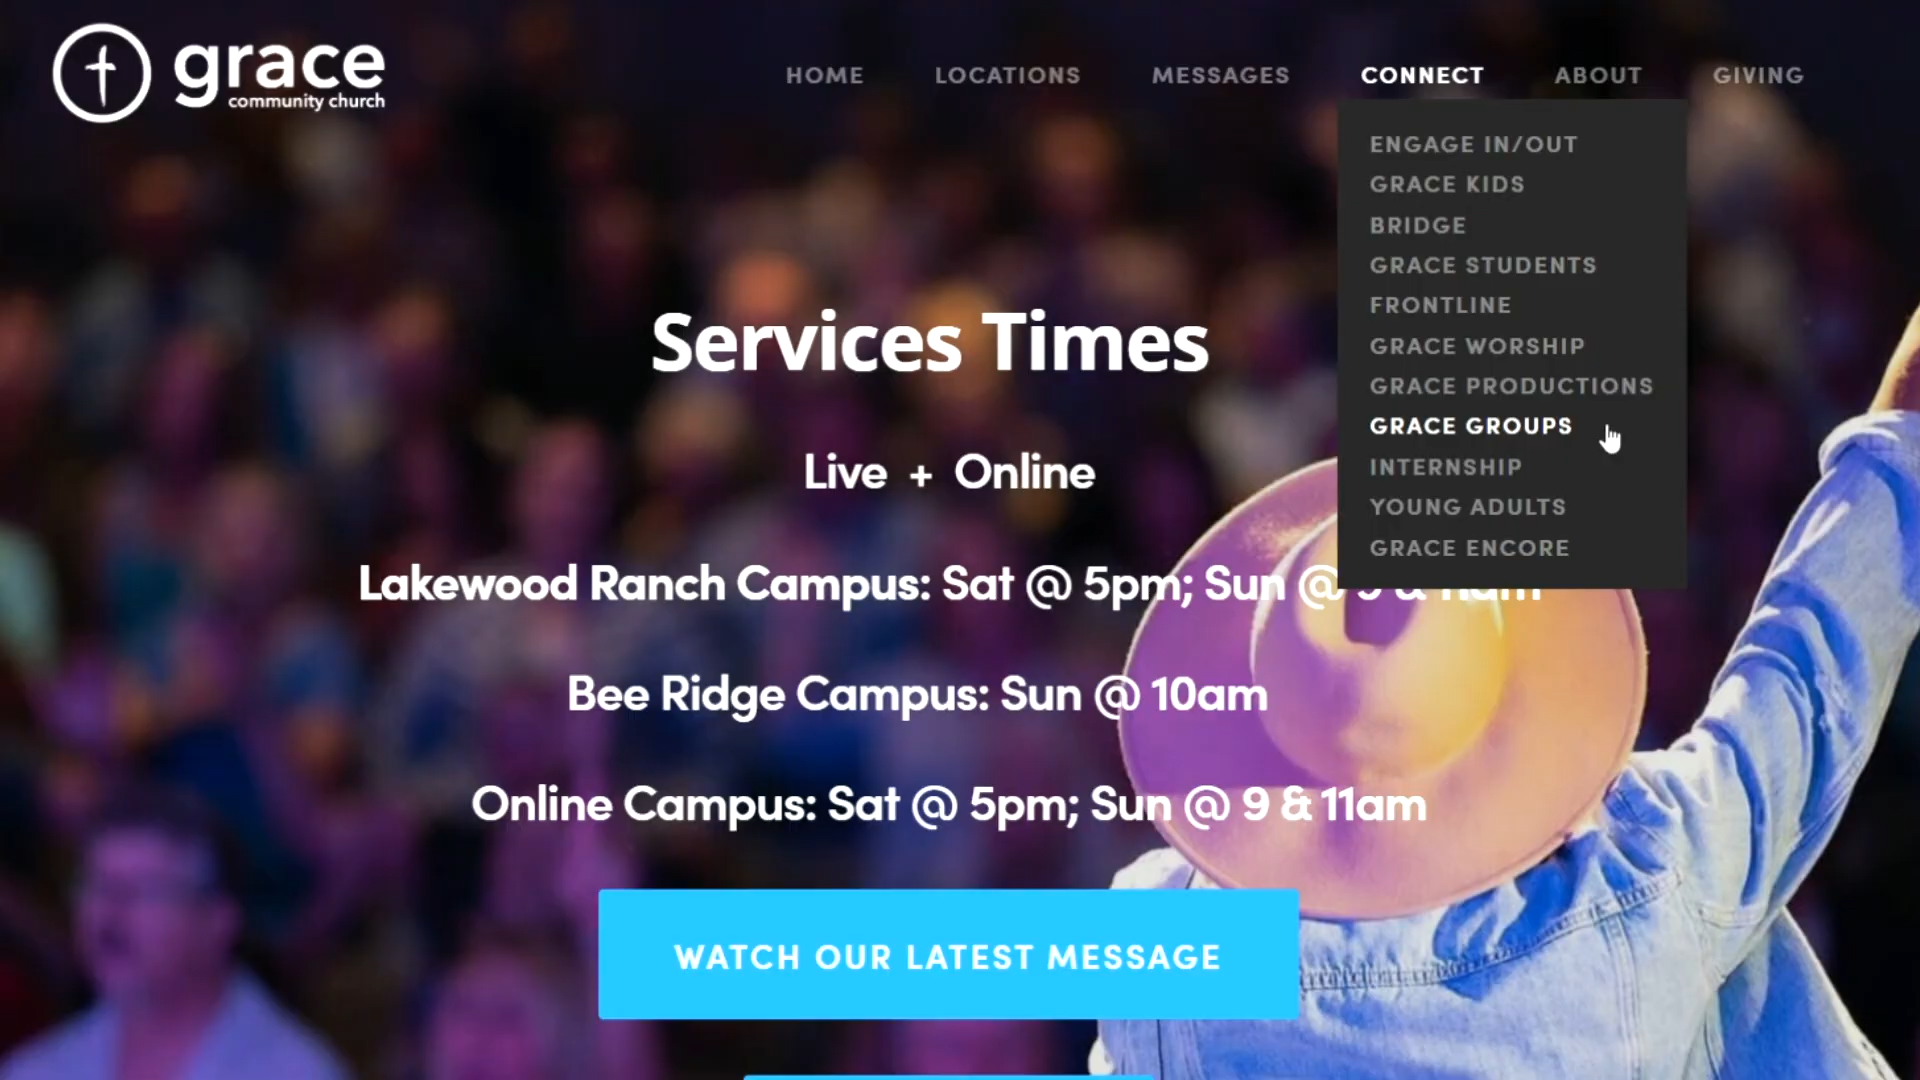 grace
community church
HOME LOCATIONS MESSAGES CONNECT ABOUT GIVING
ENGAGE IN/OUT
GRACE KIDS
BRIDGE
GRACE STUDENTS
FRONTLINE
GRACE WORSHIP
GRACE PRODUCTIONS
GRACE GROUPS
INTERNSHIP
YOUNG ADULTS
GRACE ENCORE
Services Times
Live + Online
Lakewood Ranch Campus: Sat @ 5pm; Sun @ 9 & 11am
Bee Ridge Campus: Sun @ 10am
Online Campus: Sat @ 5pm; Sun @ 9 & 11am
WATCH OUR LATEST MESSAGE